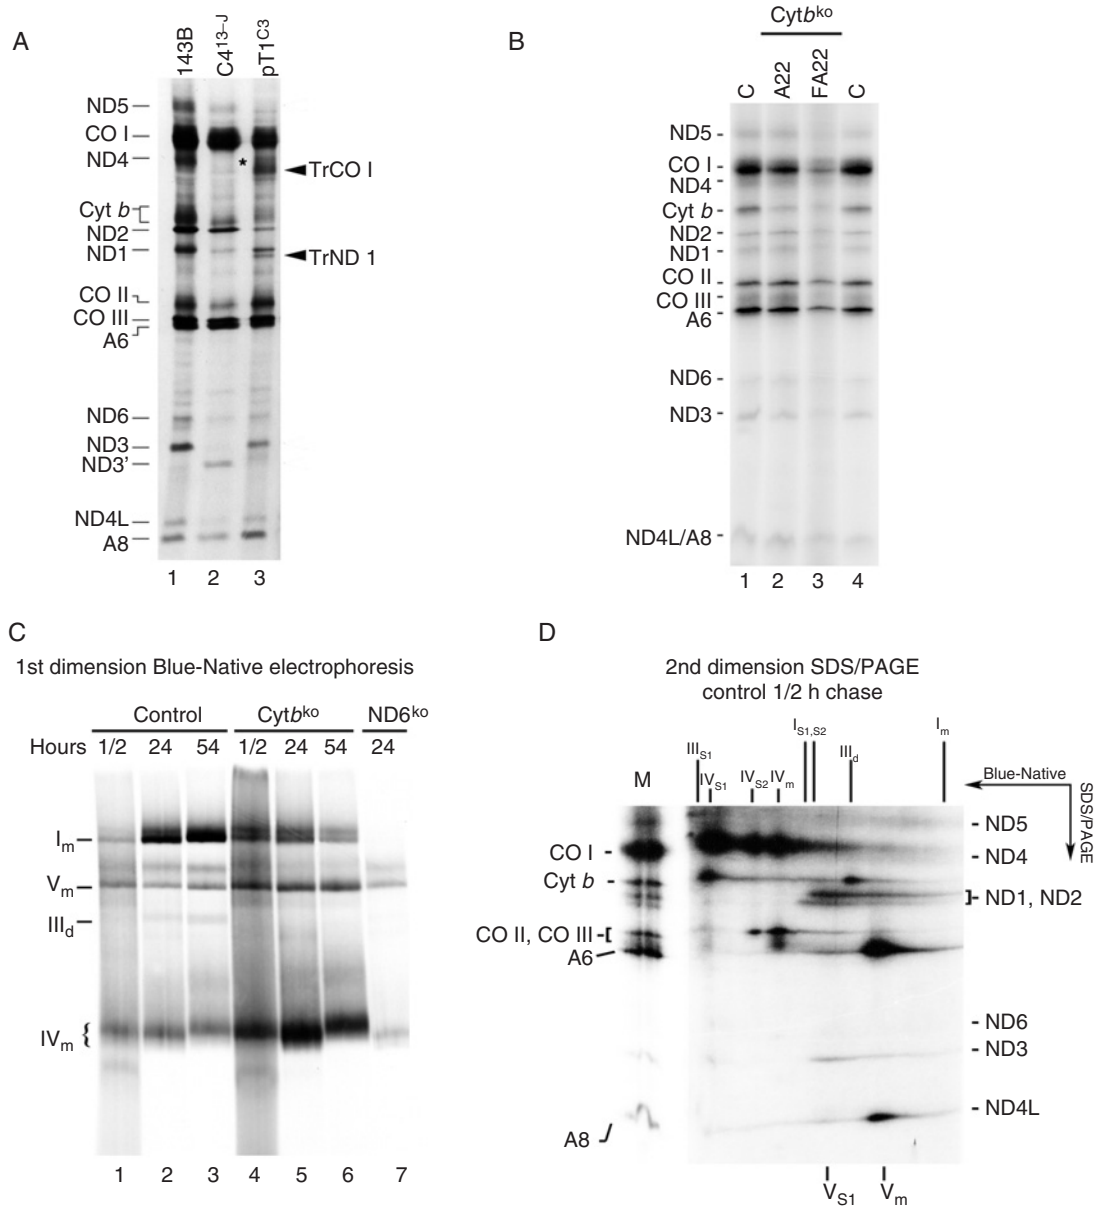 A
143B
C4¹³⁻ᴶ
pT1ᶜ³
ND5
CO I
ND4
*
TrCO I
Cyt b
ND2
ND1
TrND 1
CO II
CO III
A6
ND6
ND3
ND3'
ND4L
A8
1 2 3
B
Cytbᵏᵒ
C A22 FA22 C
ND5
CO I
ND4
Cyt b
ND2
ND1
CO II
CO III
A6
ND6
ND3
ND4L/A8
1 2 3 4
C
1st dimension Blue-Native electrophoresis
Control Cytbᵏᵒ ND6ᵏᵒ
Hours 1/2 24 54 1/2 24 54 24
Iₘ
Vₘ
III_d
IVₘ {
1 2 3 4 5 6 7
D
2nd dimension SDS/PAGE
control 1/2 h chase
I_S1,S2
Iₘ
III_S1
III_d
M
IV_S1
IV_S2
IVₘ
Blue-Native
SDS/PAGE
CO I
Cyt b
CO II, CO III
A6
A8
ND5
ND4
ND1, ND2
ND6
ND3
ND4L
V_S1
Vₘ